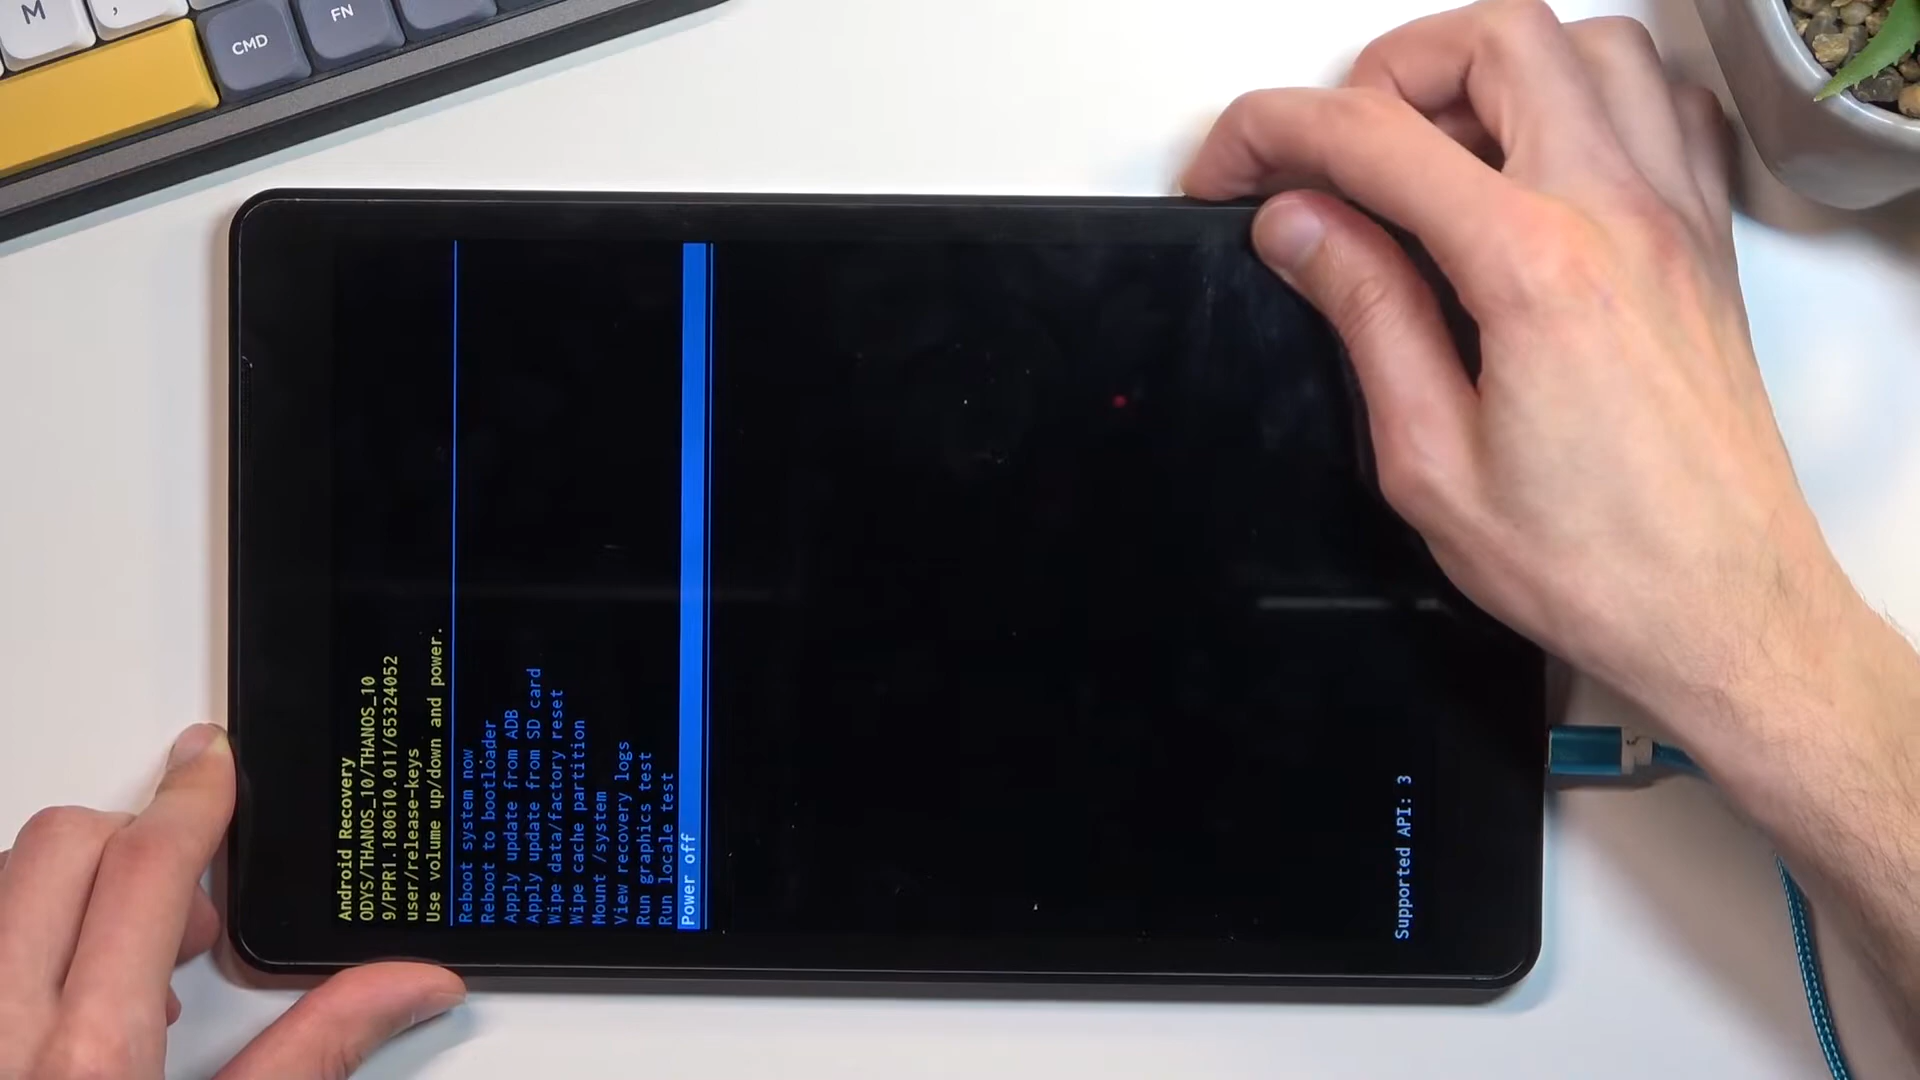 M
,
CMD
FN
Android Recovery
ODYS/THANOS_10/THANOS_10
9/PPR1.180610.011/65324052
user/release-keys
Use volume up/down and power.
Reboot system now
Reboot to bootloader
Apply update from ADB
Apply update from SD card
Wipe data/factory reset
Wipe cache partition
Mount /system
View recovery logs
Run graphics test
Run locale test
Power off
Supported API: 3